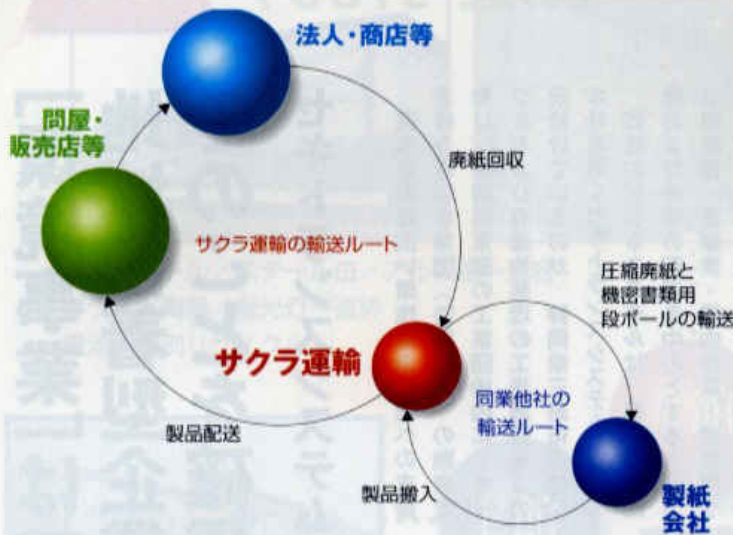 法人・商店等
問屋・
販売店等
廃紙回収
サクラ運輸の輸送ルート
圧縮廃紙と
機密書類用
段ボールの輸送
サクラ運輸
同業他社の
輸送ルート
製品配送
製品搬入
製紙
会社